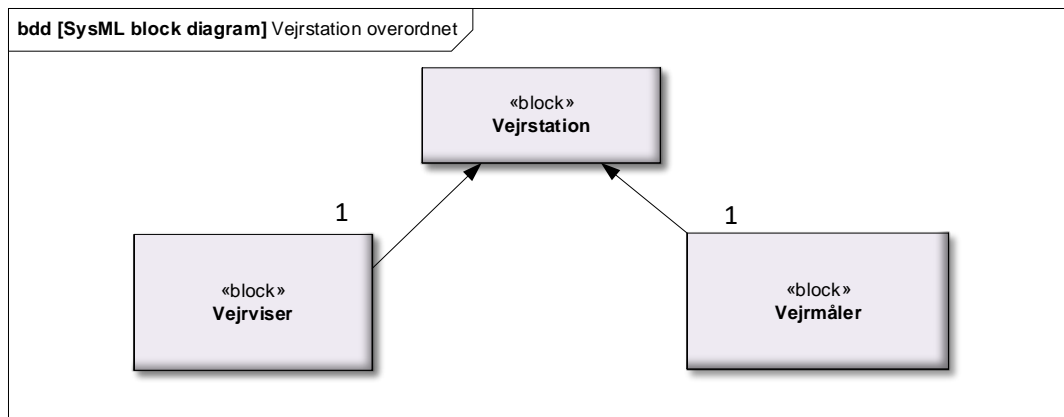 bdd [SysML block diagram] Vejrstation overordnet
«block»
Vejrstation
1
1
«block»
Vejrviser
«block»
Vejrmåler